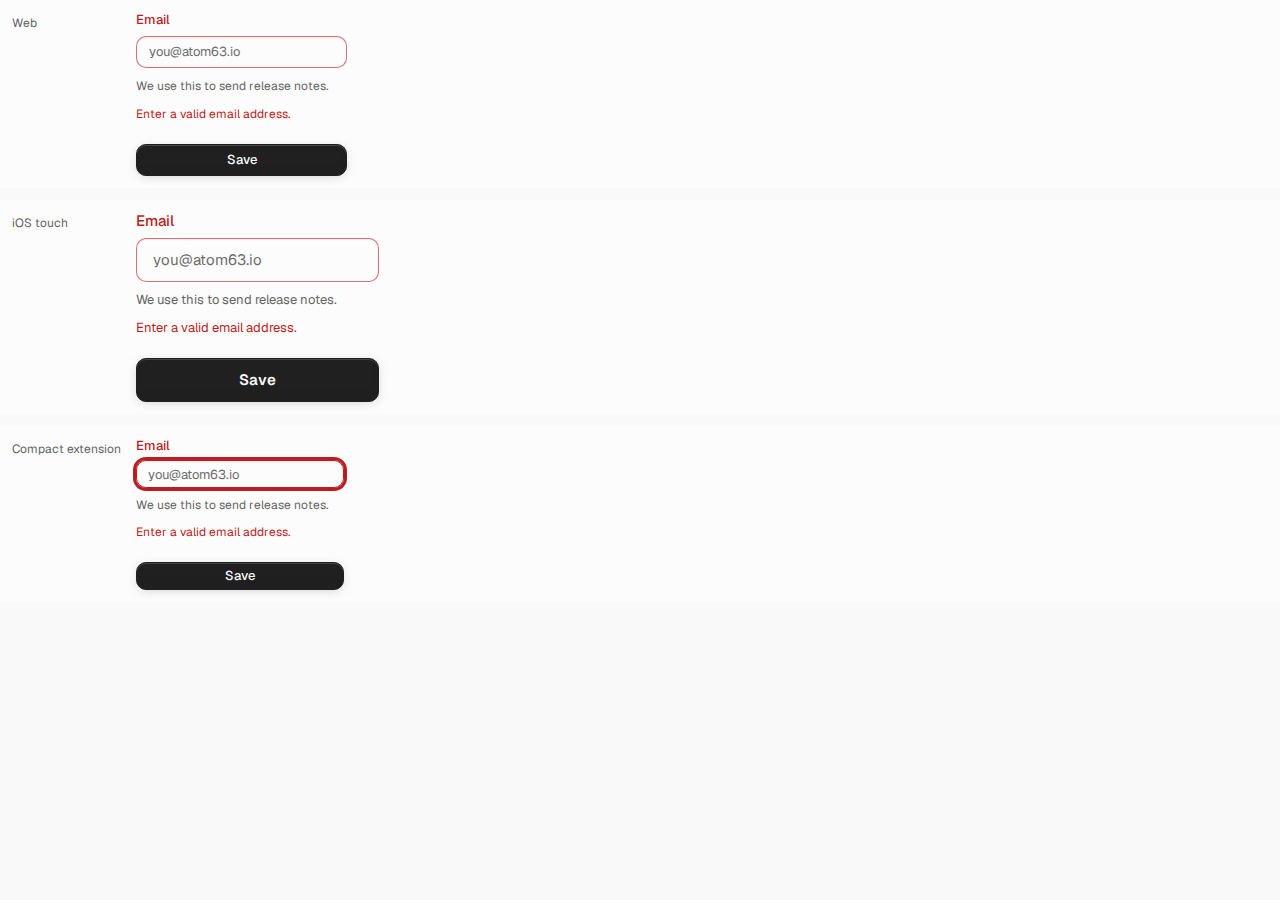 Web
Email
you@atom63.io
We use this to send release notes.
Enter a valid email address.
Save
iOS touch
Email
you@atom63.io
We use this to send release notes.
Enter a valid email address.
Save
Compact extension
Email
you@atom63.io
We use this to send release notes.
Enter a valid email address.
Save